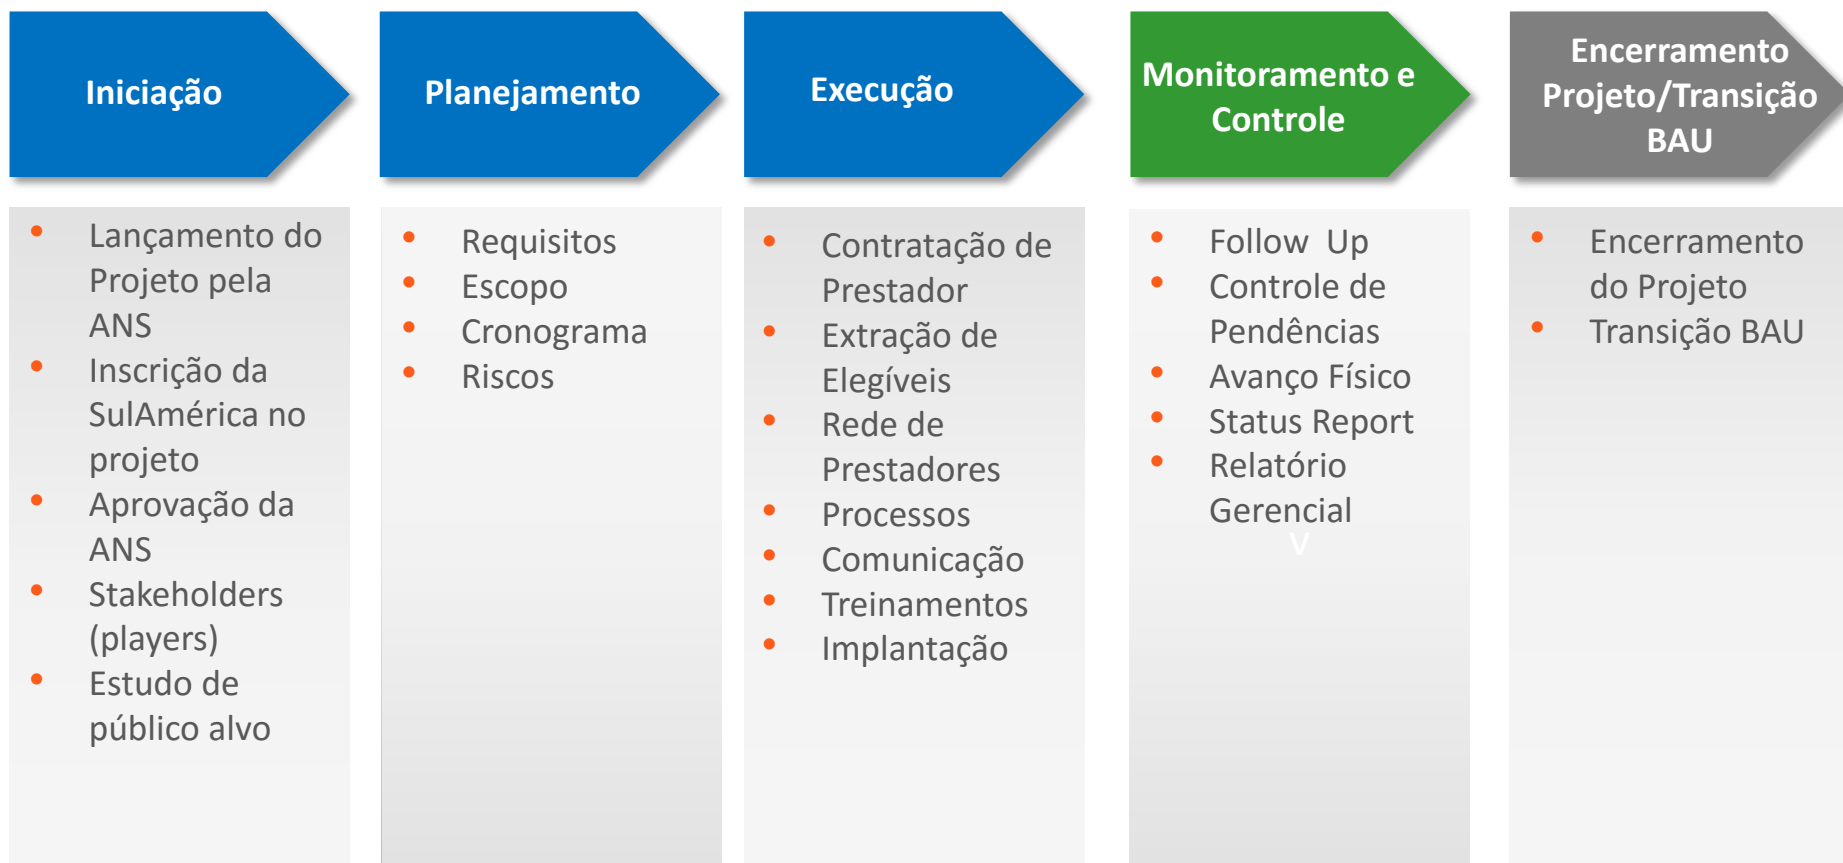 Iniciação
Lançamento do
Projeto pela
ANS
Inscrição da
SulAmérica no
projeto
Aprovação da
ANS
Stakeholders
(players)
Estudo de
público alvo
Planejamento
Requisitos
Escopo
Cronograma
Riscos
Execução
Contratação de
Prestador
Extração de
Elegíveis
Rede de
Prestadores
Processos
Comunicação
Treinamentos
Implantação
Monitoramento e
Controle
Follow Up
Controle de
Pendências
Avanço Físico
Status Report
Relatório
Gerencial
V
Encerramento
Projeto/Transição
BAU
Encerramento
do Projeto
Transição BAU